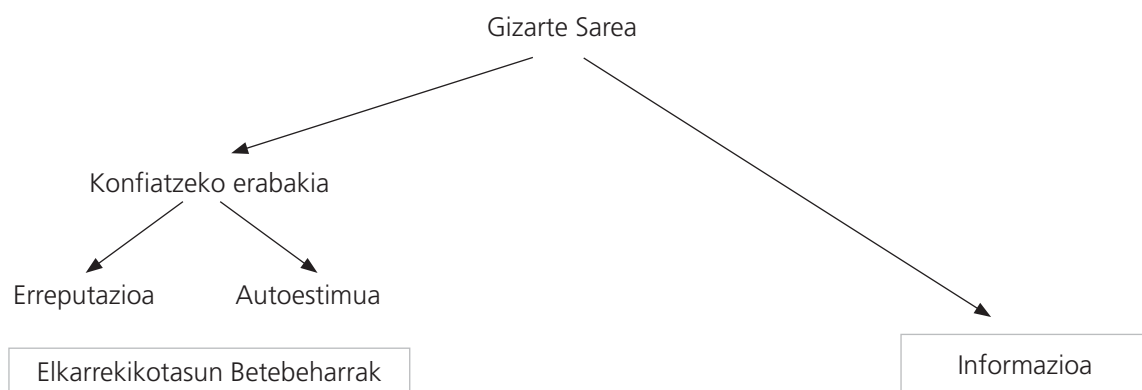 Gizarte Sarea
Konfiatzeko erabakia
Erreputazioa
Autoestimua
Elkarrekikotasun Betebeharrak
Informazioa